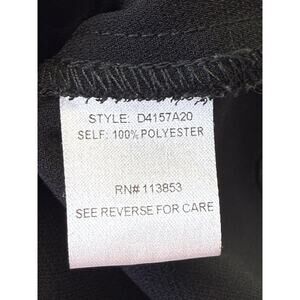 STYLE: D4157A20
SELF: 100% POLYESTER
RN# 113853
SEE REVERSE FOR CARE